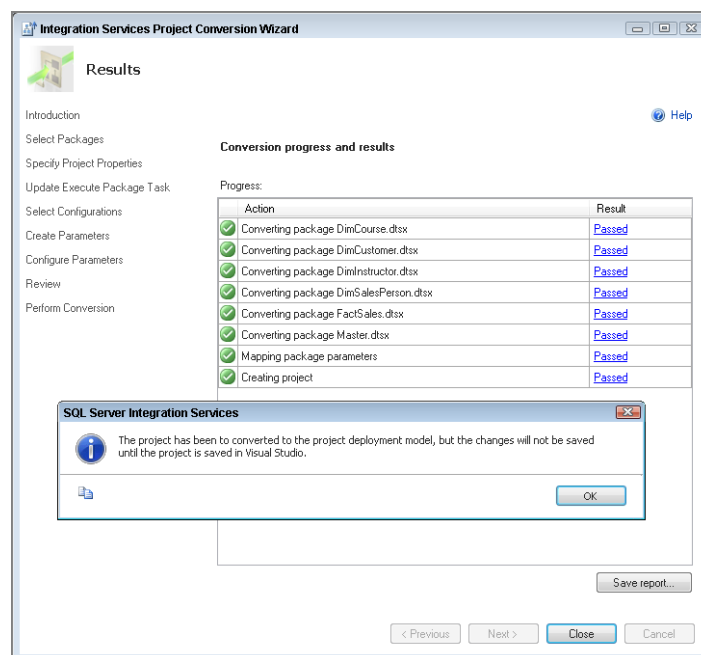 Integration Services Project Conversion Wizard
Results
Introduction
Help
Select Packages
Conversion progress and results
Specify Project Properties
Update Execute Package Task
Progress:
Select Configurations
Action Result
Create Parameters
Converting package DimCourse.dtsx Passed
Configure Parameters
Converting package DimCustomer.dtsx Passed
Review
Converting package DimInstructor.dtsx Passed
Perform Conversion
Converting package DimSalesPerson.dtsx Passed
Converting package FactSales.dtsx Passed
Converting package Master.dtsx Passed
Mapping package parameters Passed
Creating project Passed
SQL Server Integration Services
The project has been to converted to the project deployment model, but the changes will not be saved
until the project is saved in Visual Studio.
OK
Save report...
< Previous Next > Close Cancel